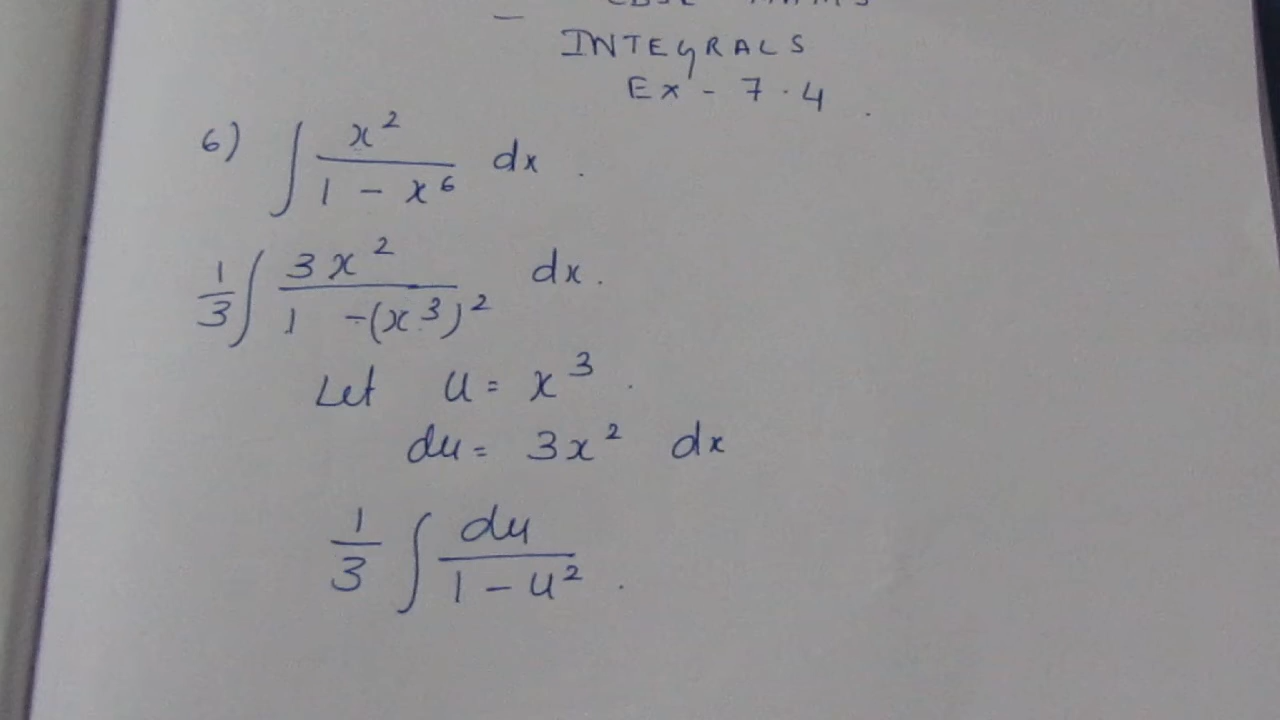 INTEGRALS
Ex - 7.4.
6) ∫ x² / (1 - x⁶) dx.
1/3 ∫ 3x² / (1 - (x³)²) dx.
Let u = x³.
du = 3x² dx
1/3 ∫ du / (1 - u²).